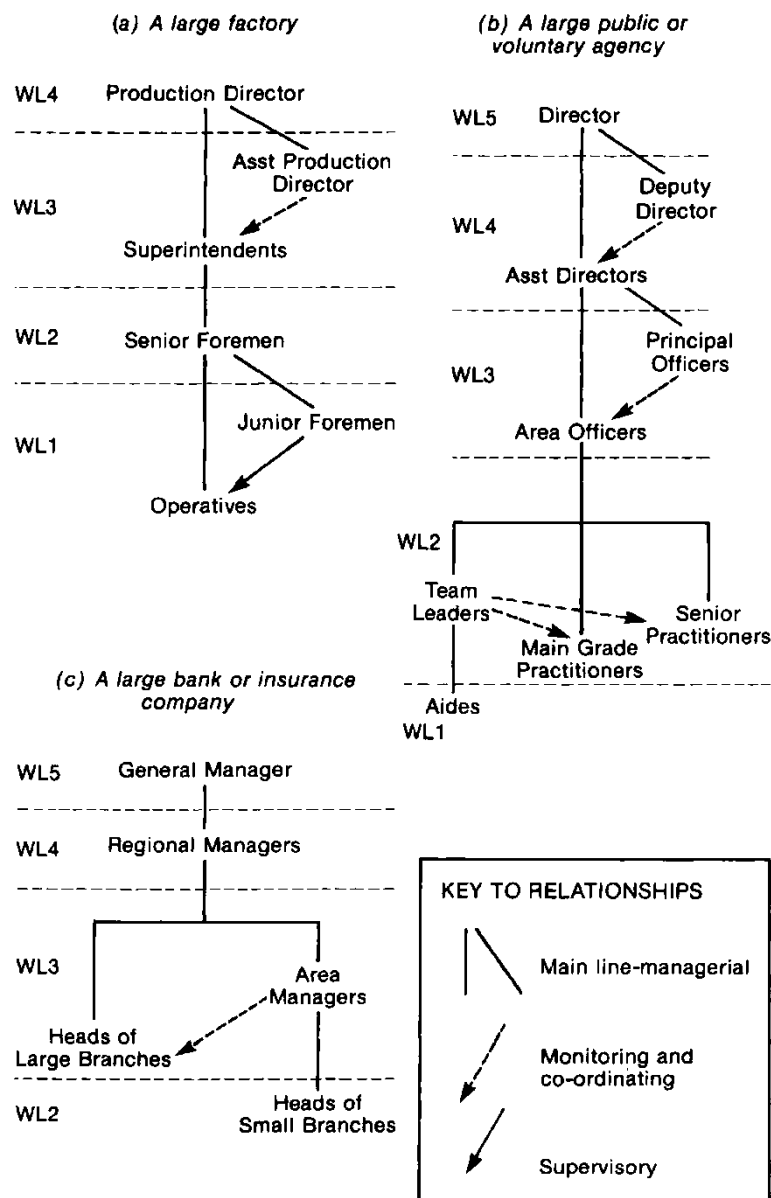 (a) A large factory
WL4
Production Director
Asst Production
Director
WL3
Superintendents
WL2
Senior Foremen
Junior Foremen
WL1
Operatives
(b) A large public or
voluntary agency
WL5
Director
Deputy
Director
WL4
Asst Directors
Principal
Officers
WL3
Area Officers
WL2
Team
Leaders
Senior
Practitioners
Main Grade
Practitioners
Aides
WL1
(c) A large bank or insurance
company
WL5
General Manager
WL4
Regional Managers
WL3
Area
Managers
Heads of
Large Branches
WL2
Heads of
Small Branches
KEY TO RELATIONSHIPS
Main line-managerial
Monitoring and
co-ordinating
Supervisory